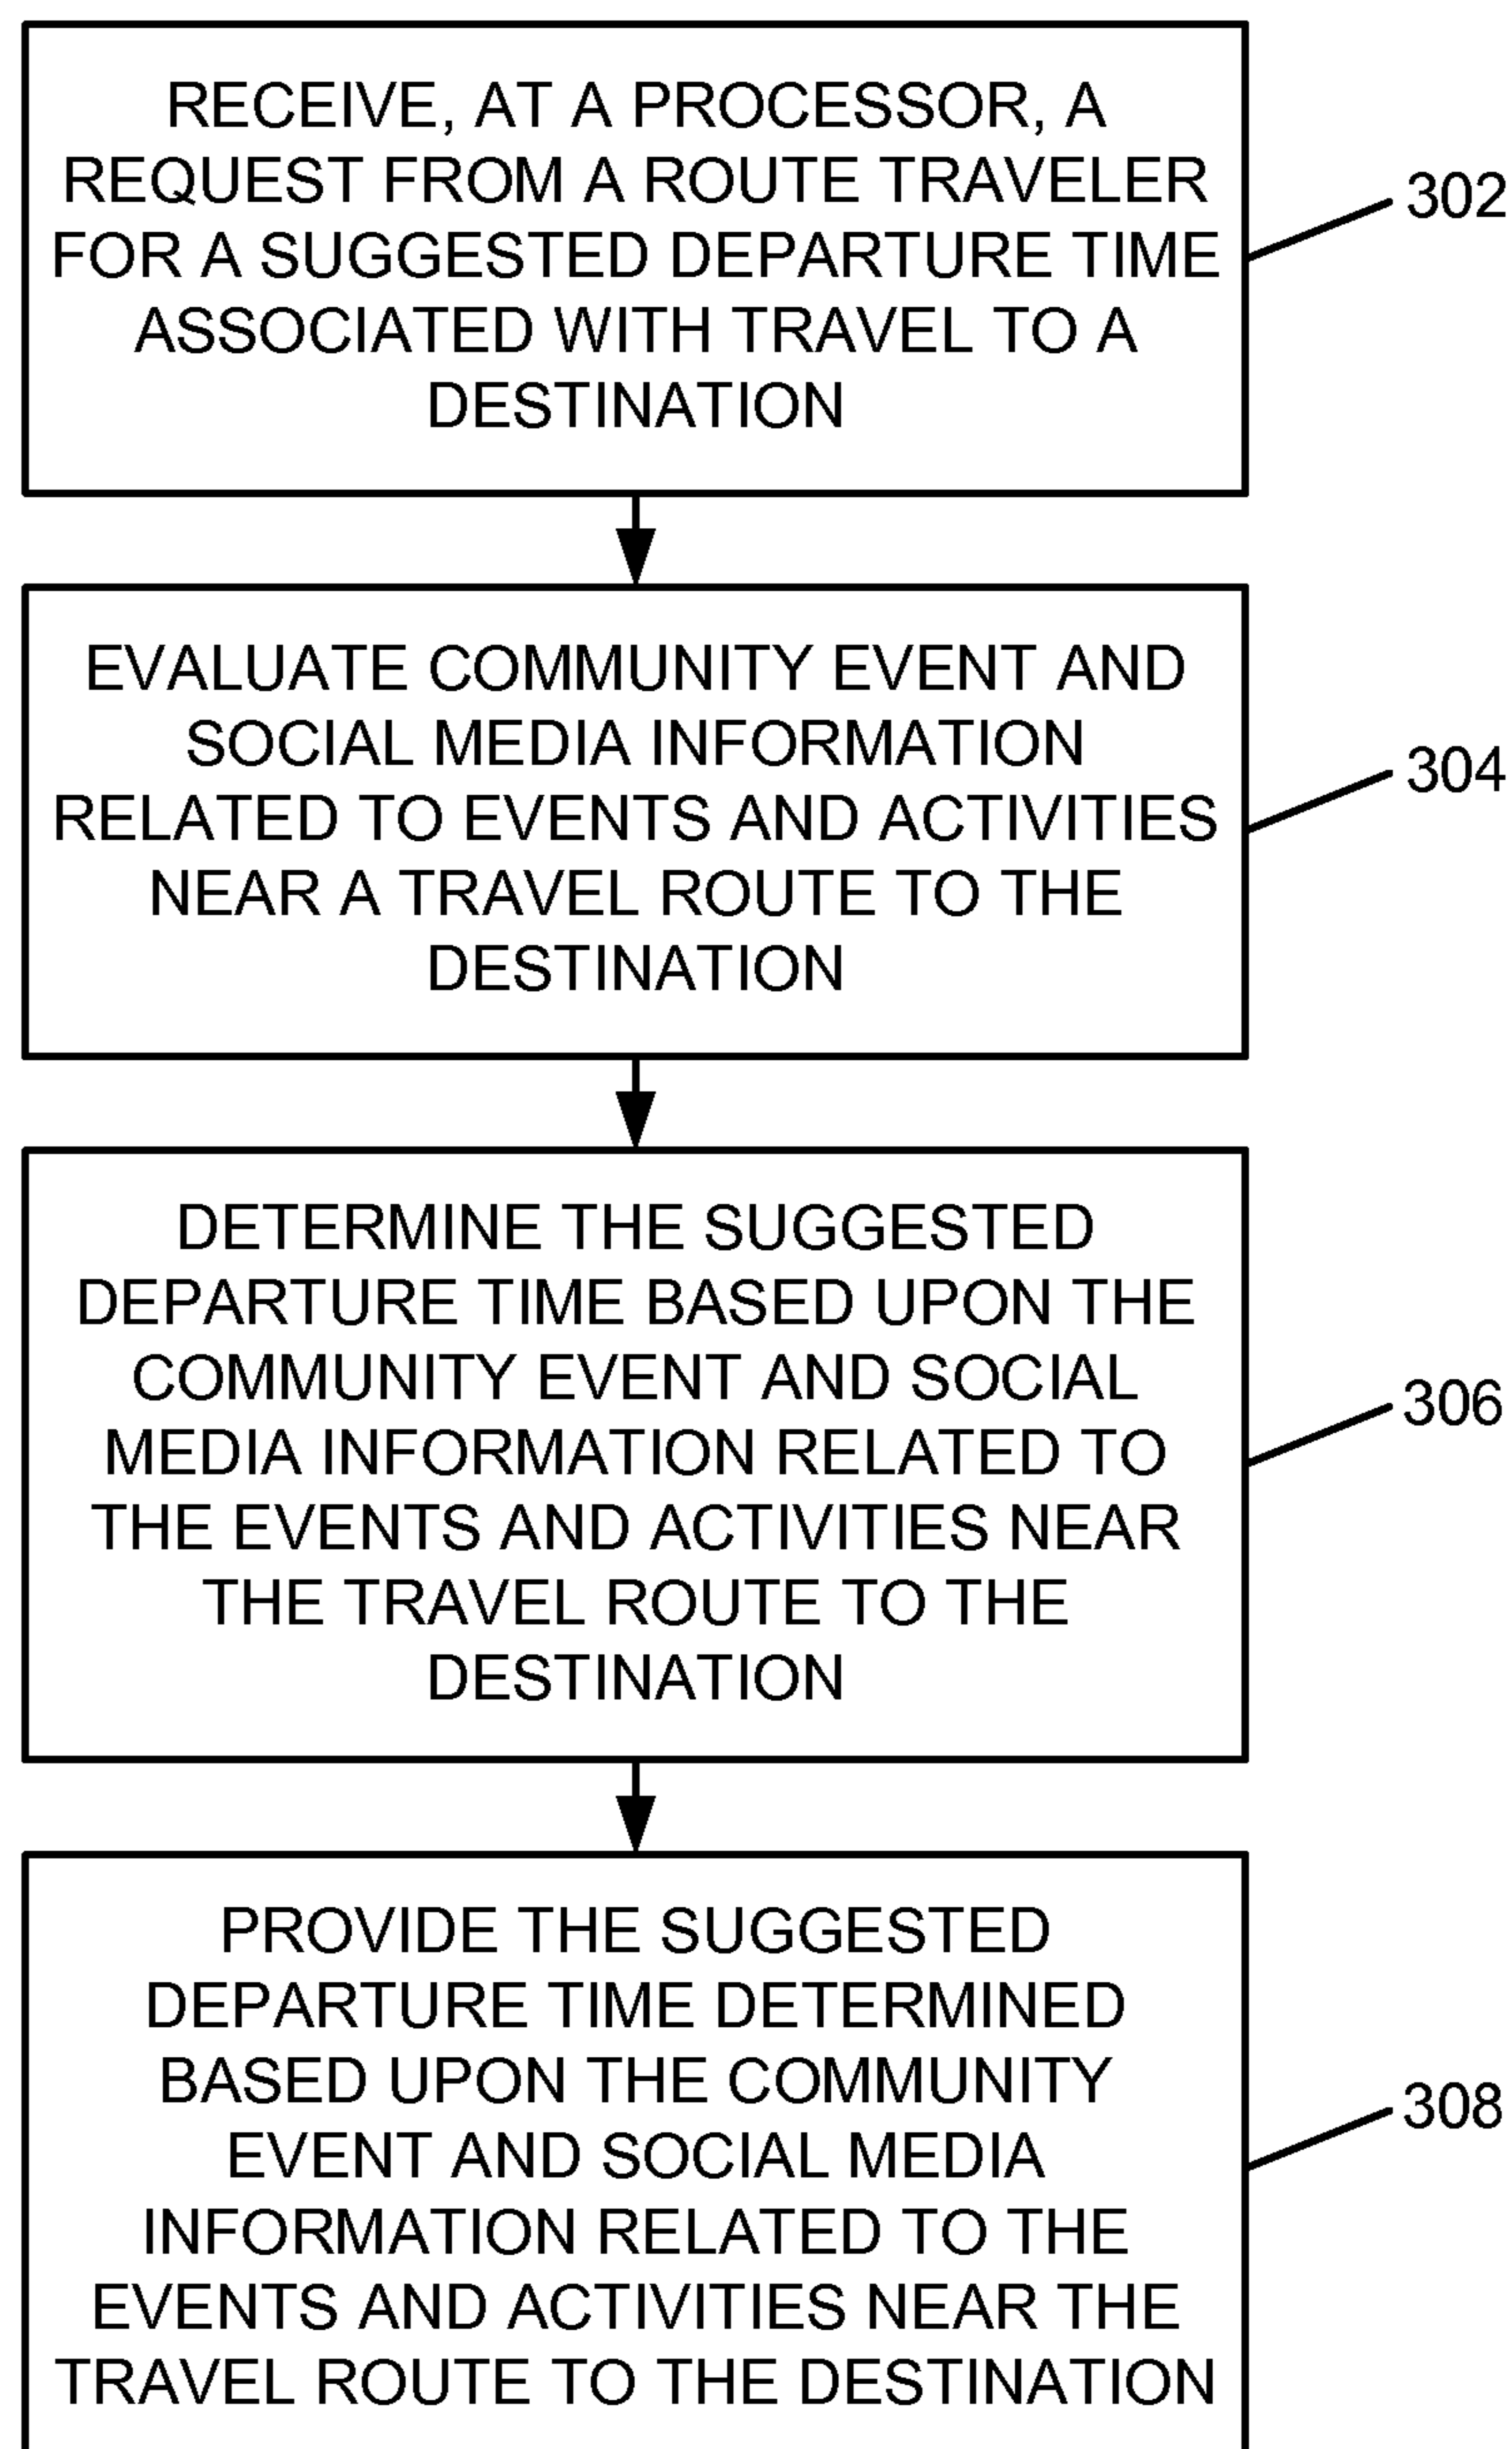 RECEIVE, AT A PROCESSOR, A
REQUEST FROM A ROUTE TRAVELER
FOR A SUGGESTED DEPARTURE TIME
ASSOCIATED WITH TRAVEL TO A
DESTINATION
302
EVALUATE COMMUNITY EVENT AND
SOCIAL MEDIA INFORMATION
RELATED TO EVENTS AND ACTIVITIES
NEAR A TRAVEL ROUTE TO THE
DESTINATION
304
DETERMINE THE SUGGESTED
DEPARTURE TIME BASED UPON THE
COMMUNITY EVENT AND SOCIAL
MEDIA INFORMATION RELATED TO
THE EVENTS AND ACTIVITIES NEAR
THE TRAVEL ROUTE TO THE
DESTINATION
306
PROVIDE THE SUGGESTED
DEPARTURE TIME DETERMINED
BASED UPON THE COMMUNITY
EVENT AND SOCIAL MEDIA
INFORMATION RELATED TO THE
EVENTS AND ACTIVITIES NEAR THE
TRAVEL ROUTE TO THE DESTINATION
308